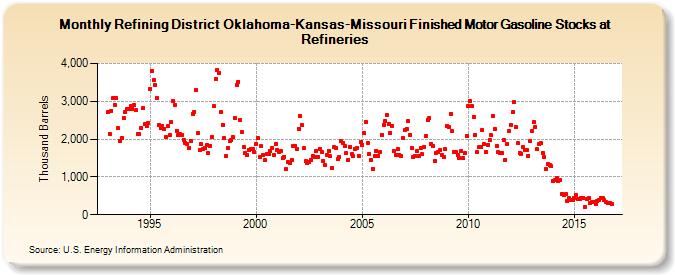 Monthly Refining District Oklahoma-Kansas-Missouri Finished Motor Gasoline Stocks at
Refineries
Thousand Barrels
4,000
3,000
2,000
1,000
0
1995
2000
2005
2010
2015
Source: U.S. Energy Information Administration